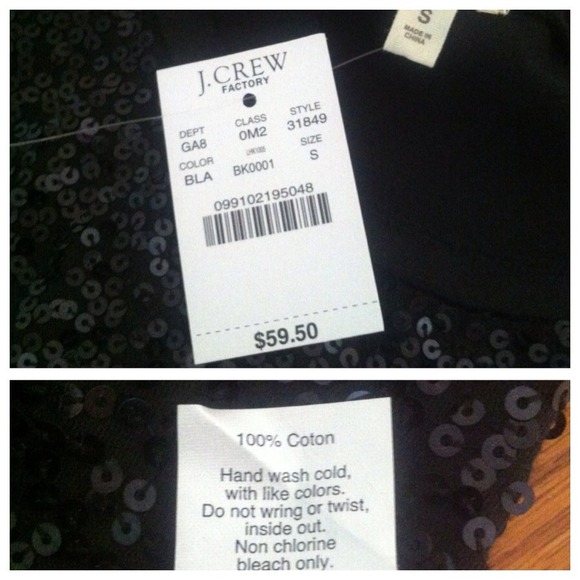 S
MADE IN
CHINA
J.CREW
FACTORY
DEPT CLASS STYLE
GA8 0M2 31849
COLOR SIZE
BLA BK0001 S
099102195048
$59.50
100% Coton
Hand wash cold,
with like colors.
Do not wring or twist,
inside out.
Non chlorine
bleach only.